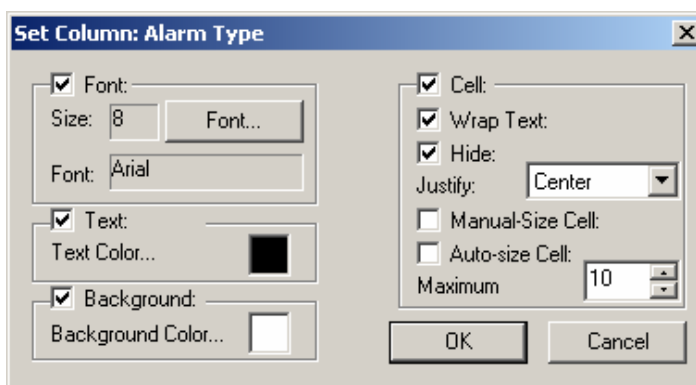 Set Column: Alarm Type
Font:
Size: 8 Font...
Font: Arial
Text:
Text Color...
Background:
Background Color...
Cell:
Wrap Text:
Hide:
Justify: Center
Manual-Size Cell:
Auto-size Cell:
Maximum 10
OK Cancel